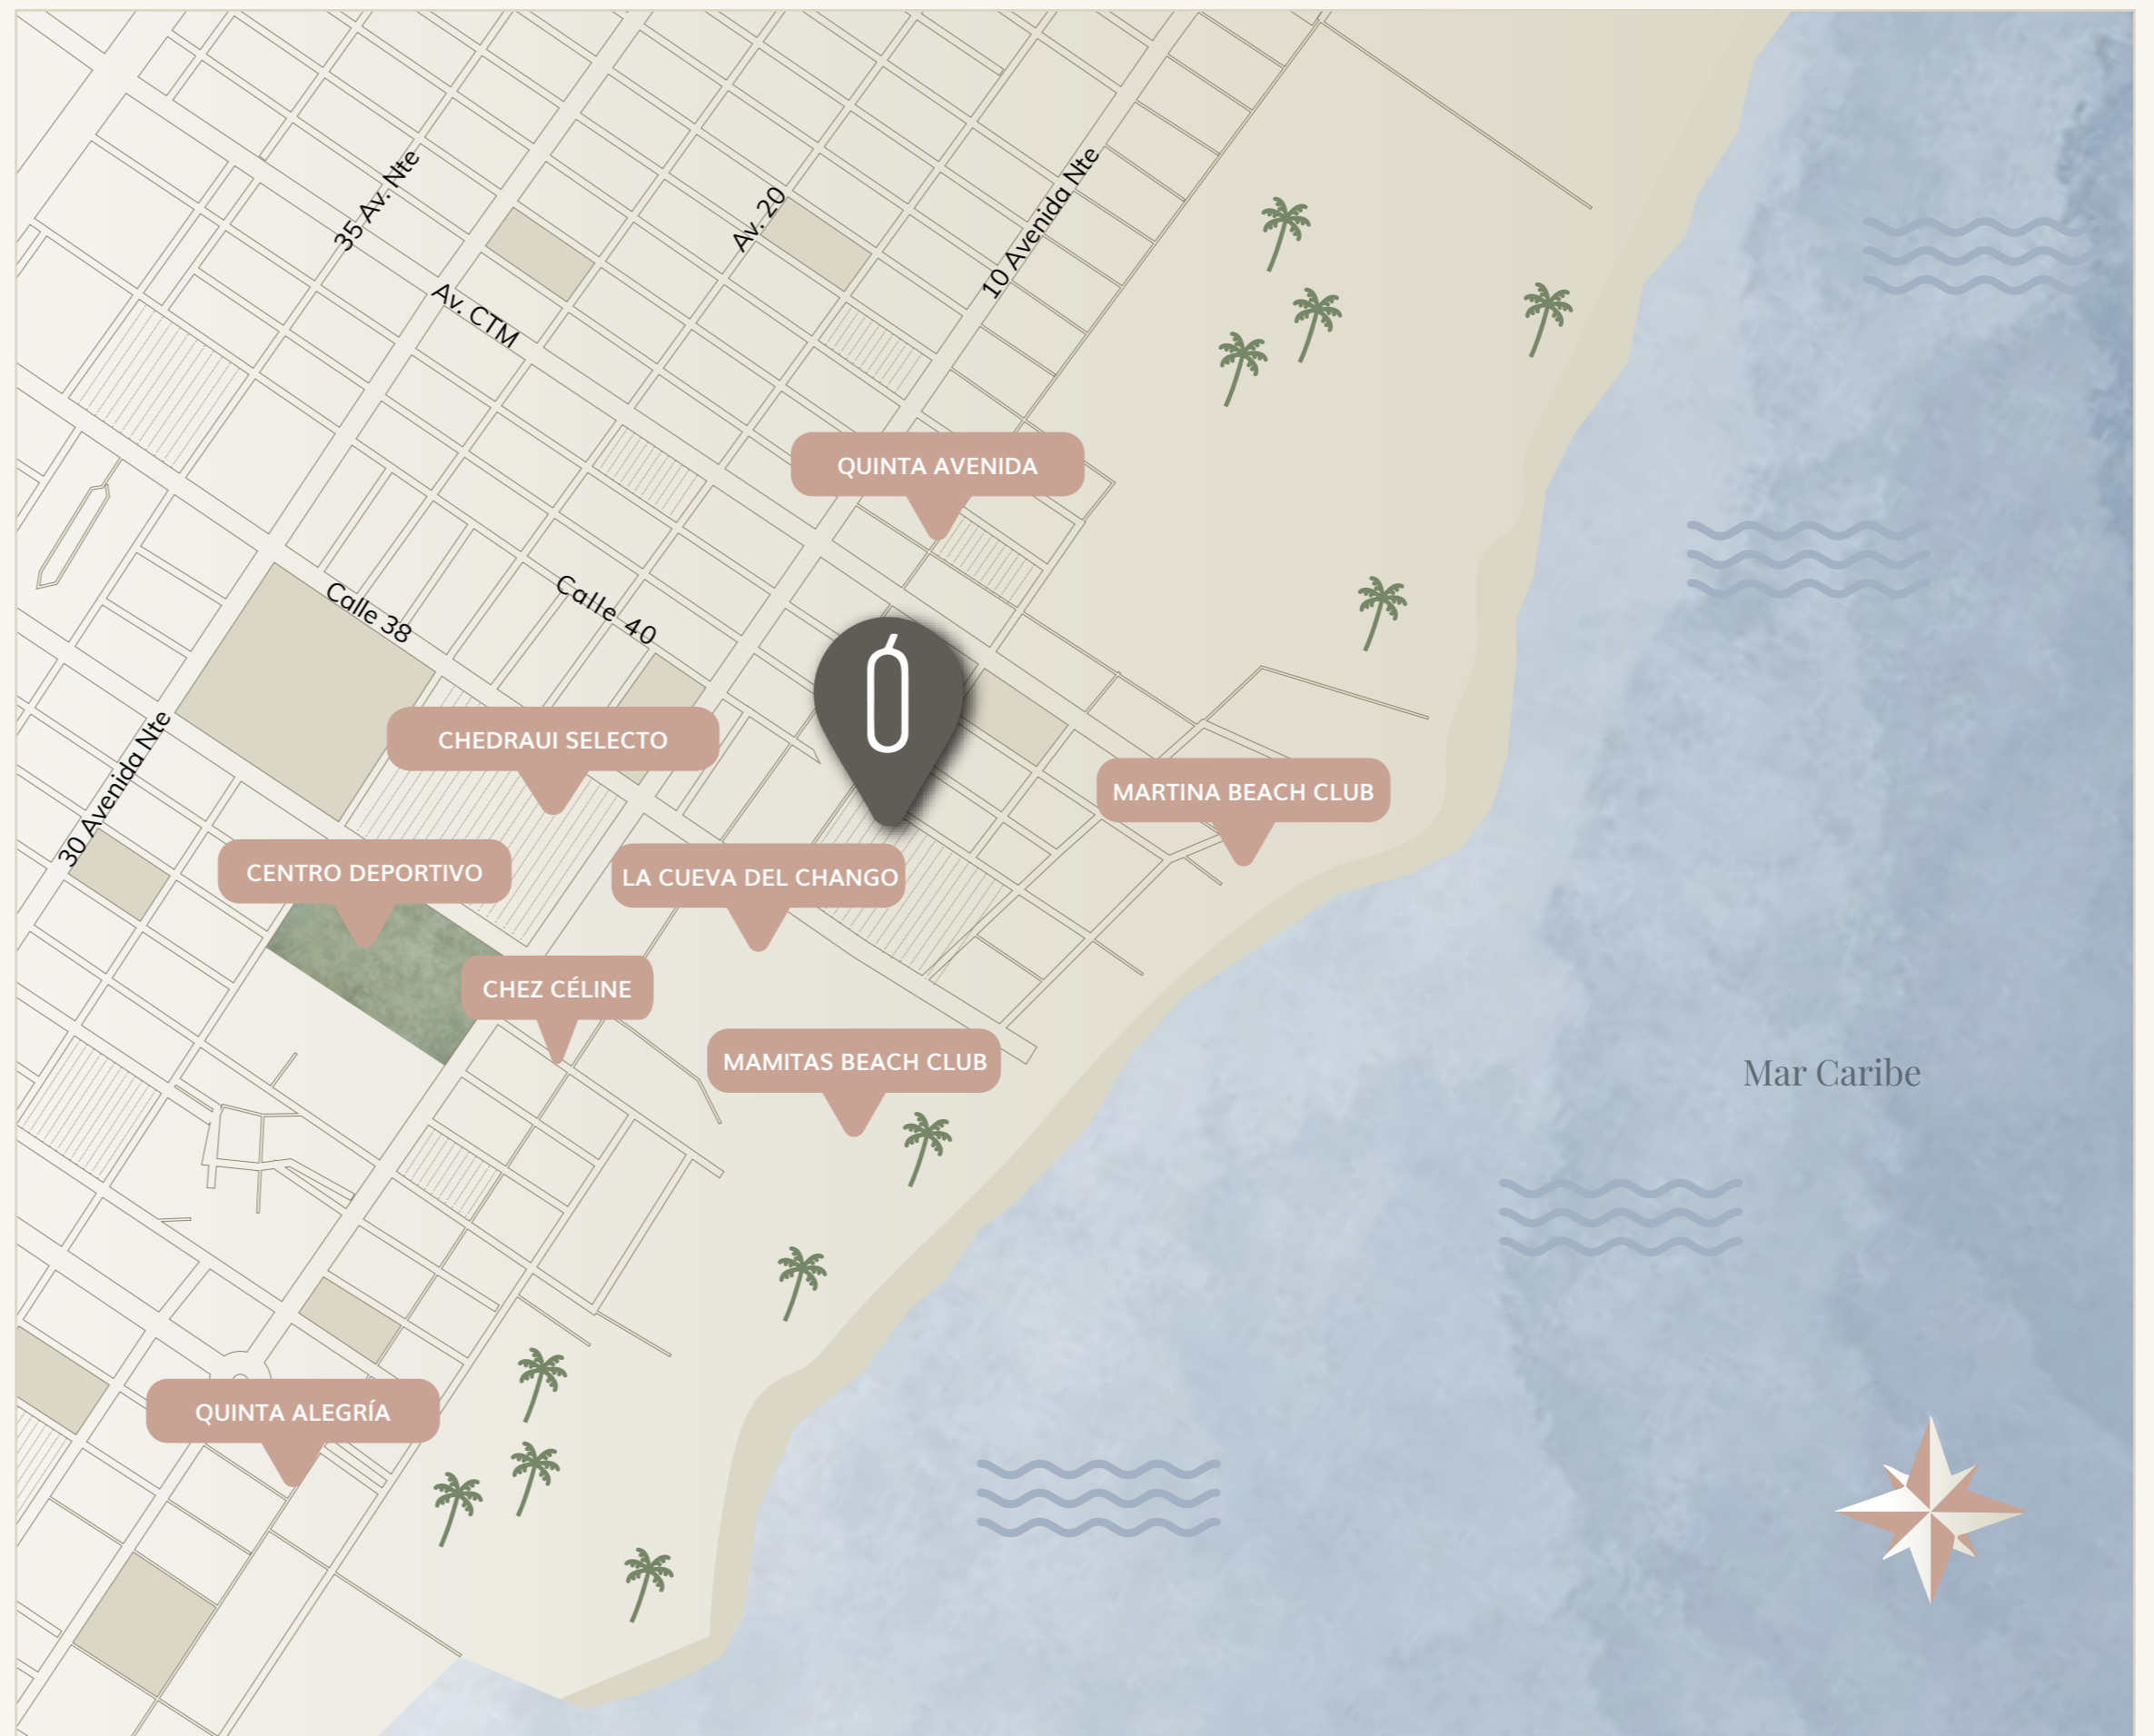 35 Av. Nte
Av. 20
10 Avenida Nte
Av. CTM
QUINTA AVENIDA
Calle 38
Calle 40
CHEDRAUI SELECTO
30 Avenida Nte
MARTINA BEACH CLUB
CENTRO DEPORTIVO
LA CUEVA DEL CHANGO
CHEZ CÉLINE
MAMITAS BEACH CLUB
Mar Caribe
QUINTA ALEGRÍA